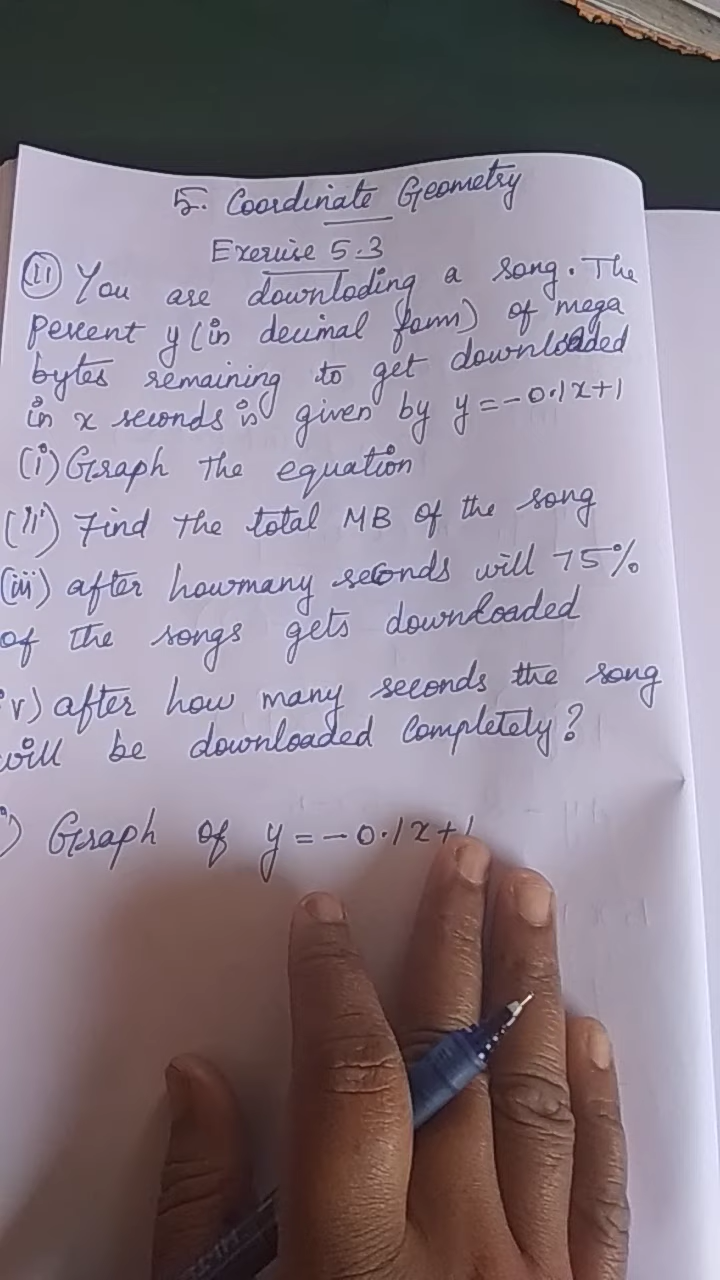 5. Coordinate Geometry
Exercise 5.3
11 You are downloding a song. The
percent y (in decimal form) of mega
bytes remaining to get downloaded
in x seconds is given by y = -0.1x+1
(i) Graph the equation
(ii) Find the total MB of the song
(iii) after howmany seconds will 75%
of the songs gets downloaded
iv) after how many seconds the song
will be downloaded completely?
i) Graph of y = -0.1x+1